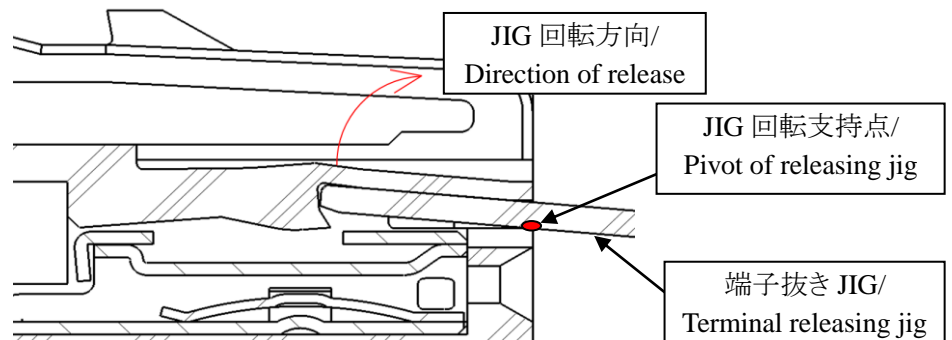 JIG 回転方向/
Direction of release
JIG 回転支持点/
Pivot of releasing jig
端子抜き JIG/
Terminal releasing jig